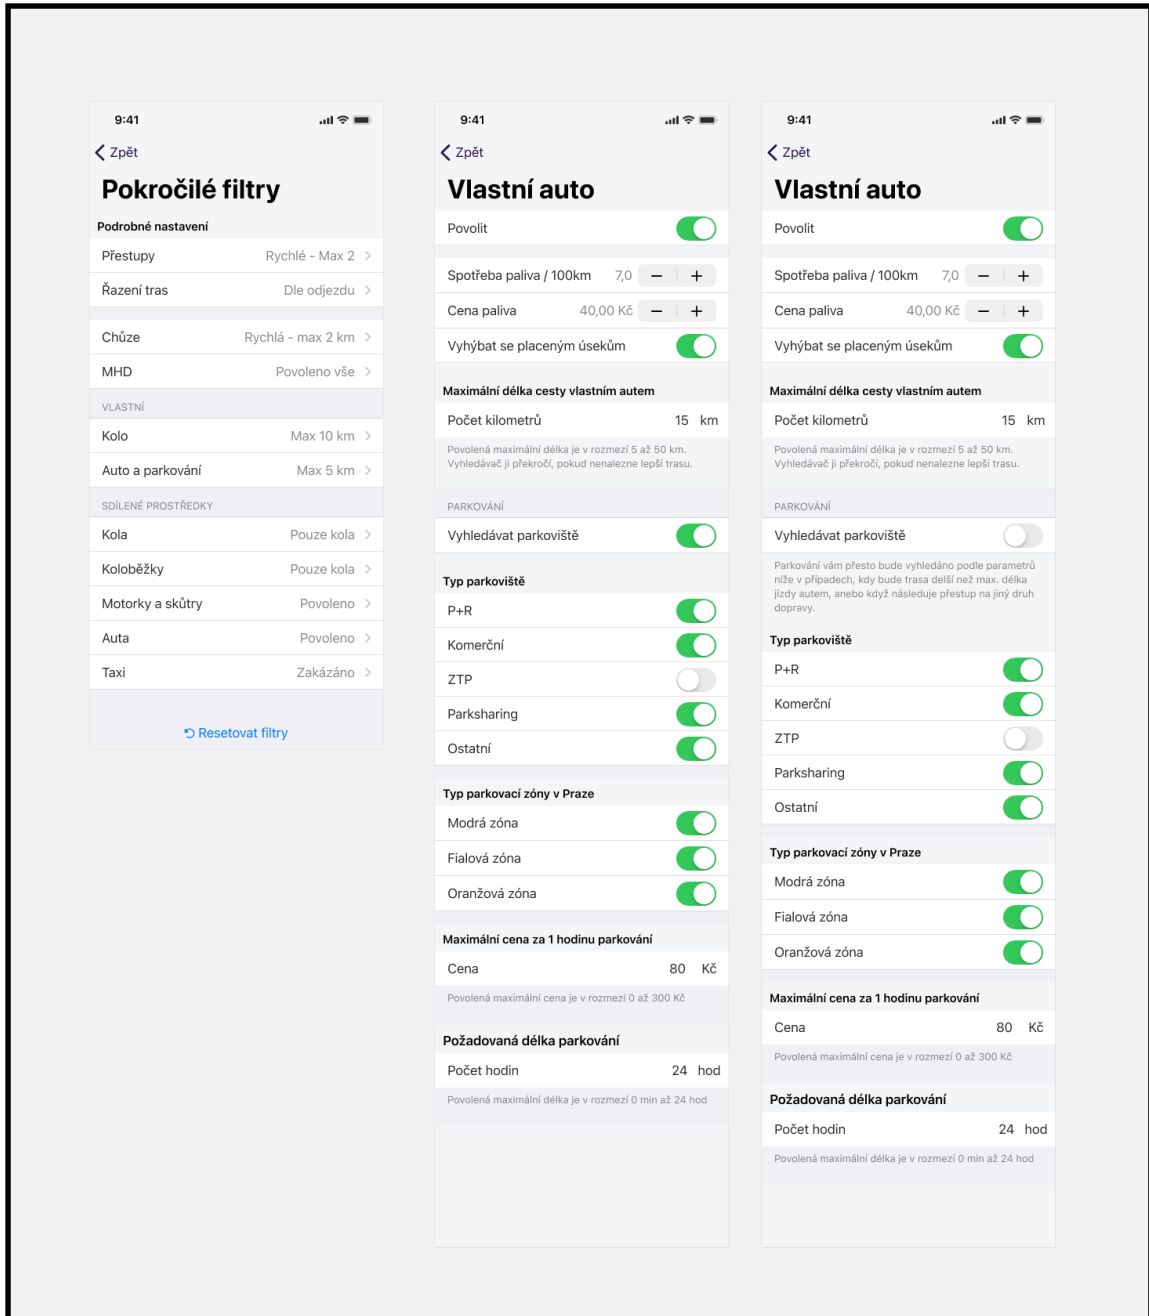 9:41
Zpět
Pokročilé filtry
Podrobné nastavení
Přestupy Rychlé - Max 2
Řazení tras Dle odjezdu
Chůze Rychlá - max 2 km
MHD Povoleno vše
VLASTNÍ
Kolo Max 10 km
Auto a parkování Max 5 km
SDÍLENÉ PROSTŘEDKY
Kola Pouze kola
Koloběžky Pouze kola
Motorky a skůtry Povoleno
Auta Povoleno
Taxi Zakázáno
Resetovat filtry
9:41
Zpět
Vlastní auto
Povolit
Spotřeba paliva / 100km 7,0 − +
Cena paliva 40,00 Kč − +
Vyhýbat se placeným úsekům
Maximální délka cesty vlastním autem
Počet kilometrů 15 km
Povolená maximální délka je v rozmezí 5 až 50 km.
Vyhledávač ji překročí, pokud nenalezne lepší trasu.
PARKOVÁNÍ
Vyhledávat parkoviště
Typ parkoviště
P+R
Komerční
ZTP
Parksharing
Ostatní
Typ parkovací zóny v Praze
Modrá zóna
Fialová zóna
Oranžová zóna
Maximální cena za 1 hodinu parkování
Cena 80 Kč
Povolená maximální cena je v rozmezí 0 až 300 Kč
Požadovaná délka parkování
Počet hodin 24 hod
Povolená maximální délka je v rozmezí 0 min až 24 hod
9:41
Zpět
Vlastní auto
Povolit
Spotřeba paliva / 100km 7,0 − +
Cena paliva 40,00 Kč − +
Vyhýbat se placeným úsekům
Maximální délka cesty vlastním autem
Počet kilometrů 15 km
Povolená maximální délka je v rozmezí 5 až 50 km.
Vyhledávač ji překročí, pokud nenalezne lepší trasu.
PARKOVÁNÍ
Vyhledávat parkoviště
Parkování vám přesto bude vyhledáno podle parametrů
níže v případech, kdy bude trasa delší než max. délka
jízdy autem, anebo když následuje přestup na jiný druh
dopravy.
Typ parkoviště
P+R
Komerční
ZTP
Parksharing
Ostatní
Typ parkovací zóny v Praze
Modrá zóna
Fialová zóna
Oranžová zóna
Maximální cena za 1 hodinu parkování
Cena 80 Kč
Povolená maximální cena je v rozmezí 0 až 300 Kč
Požadovaná délka parkování
Počet hodin 24 hod
Povolená maximální délka je v rozmezí 0 min až 24 hod